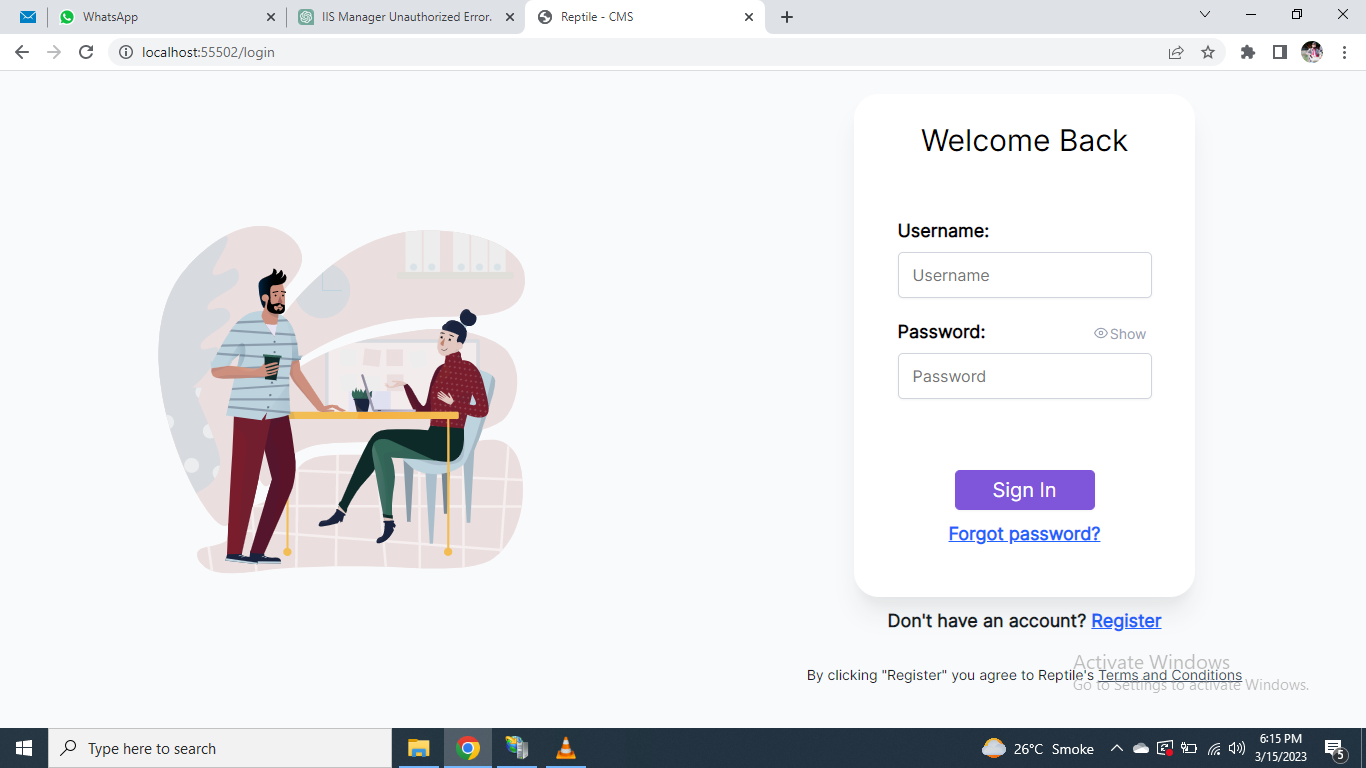 WhatsApp
IIS Manager Unauthorized Error.
Reptile - CMS
localhost:55502/login
Welcome Back
Username:
Username
Password:
Show
Password
Sign In
Forgot password?
Don't have an account? Register
Activate Windows
By clicking "Register" you agree to Reptile's Terms and Conditions
Go to Settings to activate Windows.
Type here to search
26°C Smoke
6:15 PM
3/15/2023
5